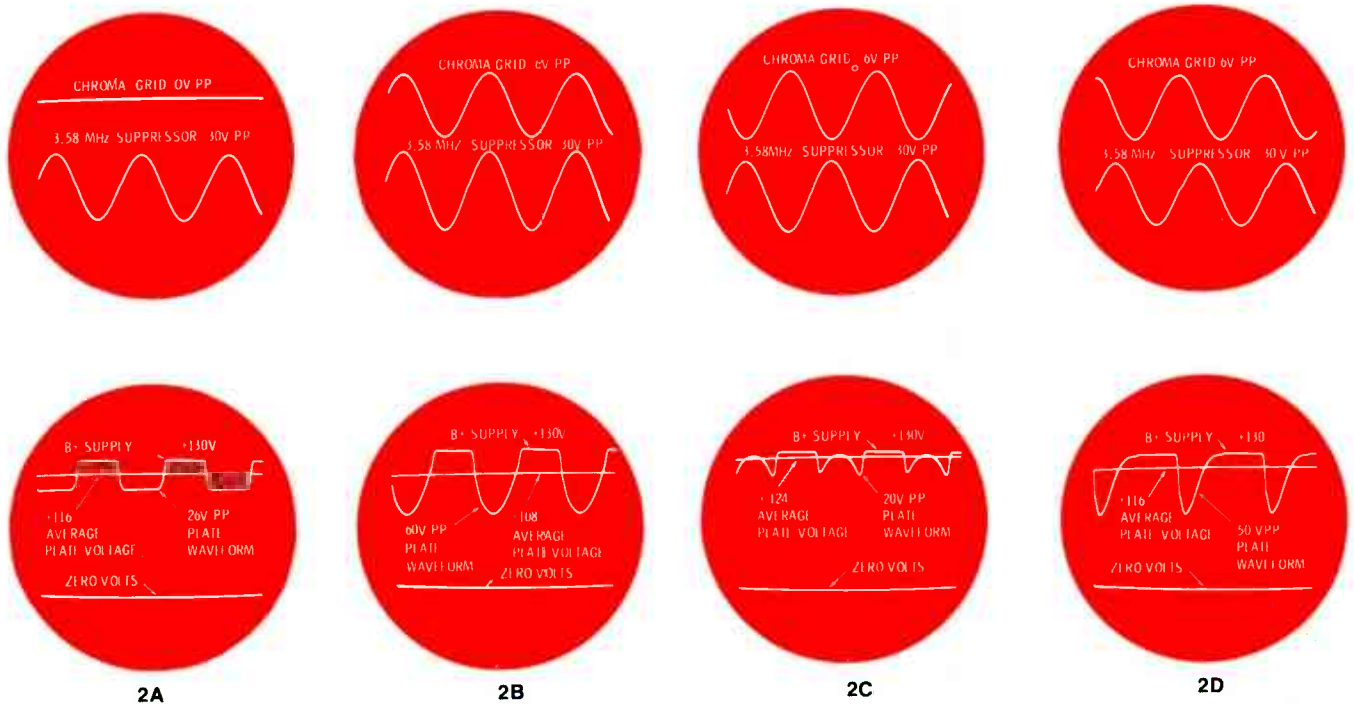 CHROMA GRID 0V PP
3.58 MHz SUPPRESSOR 30V PP
CHROMA GRID 6V PP
3.58 MHz SUPPRESSOR 30V PP
CHROMA GRID 6V PP
3.58MHz SUPPRESSOR 30V PP
CHROMA GRID 6V PP
3.58MHz SUPPRESSOR 30V PP
B+ SUPPLY +130V
+116
AVERAGE
PLATE VOLTAGE
26V PP
PLATE
WAVEFORM
ZERO VOLTS
2A
B+ SUPPLY +130V
60V PP
PLATE
WAVEFORM
+108
AVERAGE
PLATE VOLTAGE
ZERO VOLTS
2B
B+ SUPPLY +130V
+124
AVERAGE
PLATE VOLTAGE
20V PP
PLATE
WAVEFORM
ZERO VOLTS
2C
B+ SUPPLY +130
+116
AVERAGE
PLATE VOLTAGE
50 VPP
PLATE
WAVEFORM
ZERO VOLTS
2D